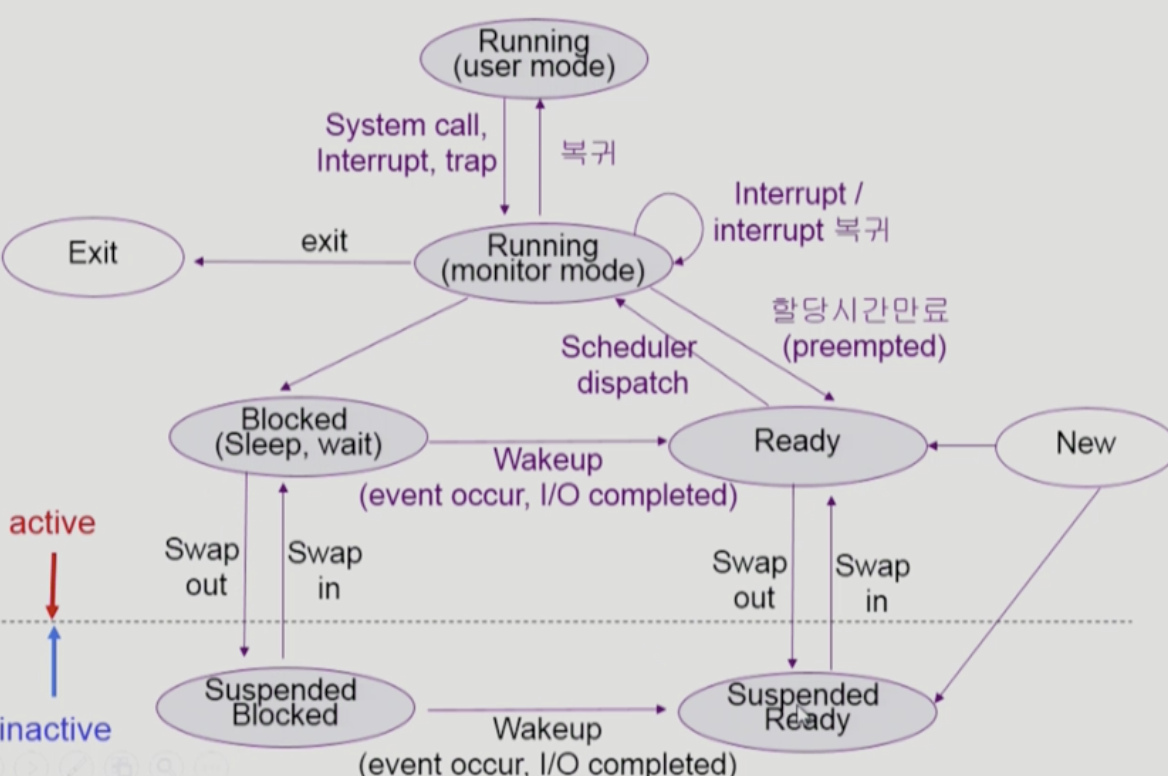 Running
(user mode)
System call,
Interrupt, trap
복귀
Interrupt /
interrupt 복귀
Exit
exit
Running
(monitor mode)
할당시간만료
(preempted)
Scheduler
dispatch
Blocked
(Sleep, wait)
Ready
New
Wakeup
(event occur, I/O completed)
active
Swap
out
Swap
in
Swap
out
Swap
in
inactive
Suspended
Blocked
Suspended
Ready
Wakeup
(event occur, I/O completed)